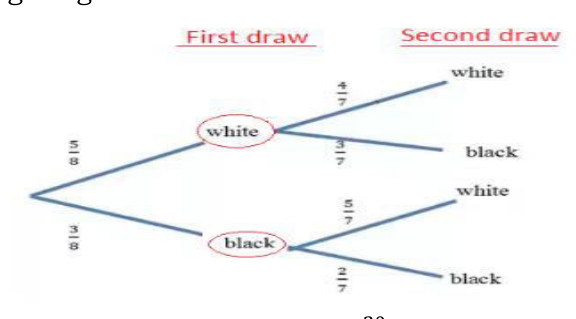 First draw
Second draw
white
4/7
white
5/8
3/7
black
white
5/7
3/8
black
2/7
black